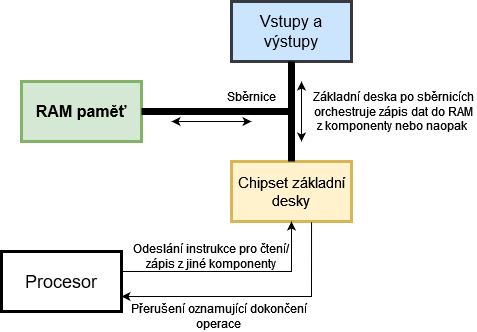 Vstupy a
výstupy
Sběrnice
Základní deska po sběrnicích
orchestruje zápis dat do RAM
z komponenty nebo naopak
RAM paměť
Chipset základní
desky
Odeslání instrukce pro čtení/
zápis z jiné komponenty
Procesor
Přerušení oznamující dokončení
operace